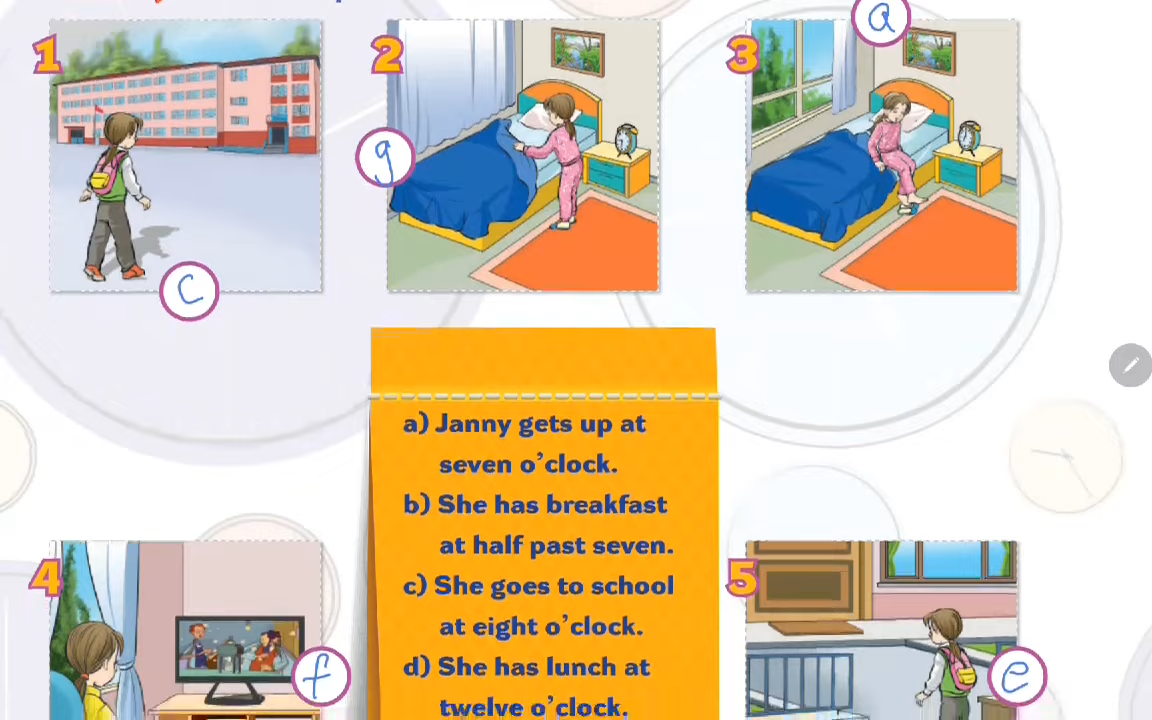 a
1
2
3
g
c
a) Janny gets up at
seven o'clock.
b) She has breakfast
at half past seven.
c) She goes to school
at eight o'clock.
d) She has lunch at
twelve o'clock.
4
5
f
e